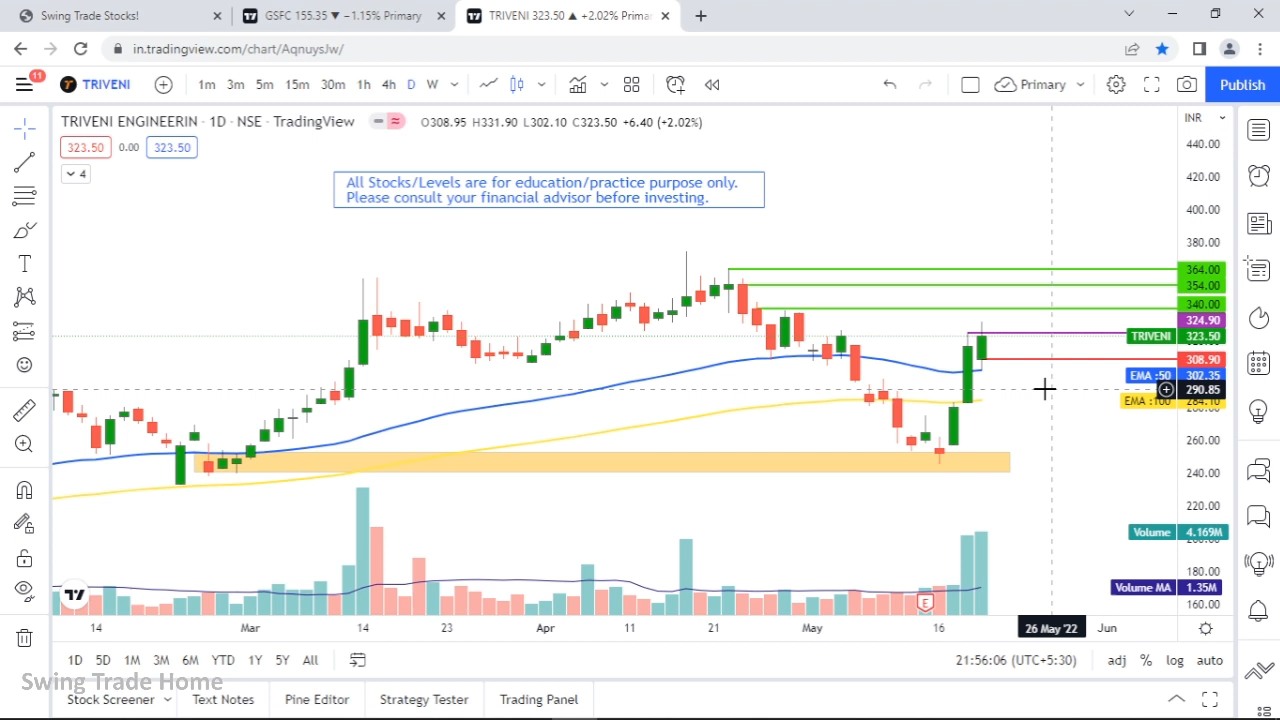 Swing Trade Stocks!
GSFC 155.35 ▼ −1.15% Primary
TRIVENI 323.50 ▲ +2.02% Prima
in.tradingview.com/chart/AqnuysJw/
11
TRIVENI
1m 3m 5m 15m 30m 1h 4h D W
Primary
Publish
TRIVENI ENGINEERIN · 1D · NSE · TradingView
O308.95 H331.90 L302.10 C323.50 +6.40 (+2.02%)
INR
323.50 0.00 323.50
4
All Stocks/Levels are for education/practice purpose only.
Please consult your financial advisor before investing.
440.00
420.00
400.00
380.00
364.00
354.00
340.00
324.90
TRIVENI 323.50
308.90
EMA :50 302.35
290.85
EMA :100 284.10
260.00
240.00
220.00
Volume 4.169M
180.00
Volume MA 1.35M
160.00
E
14 Mar 14 23 Apr 11 21 May 16 26 May '22 Jun
1D 5D 1M 3M 6M YTD 1Y 5Y All
21:56:06 (UTC+5:30) adj % log auto
Swing Trade Home
Stock Screener Text Notes Pine Editor Strategy Tester Trading Panel